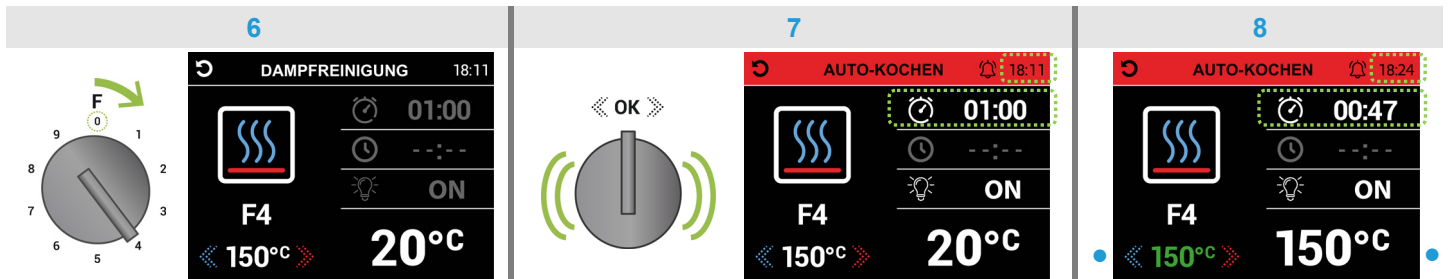 6
F
0
1
2
3
4
5
6
7
8
9
DAMPFREINIGUNG 18:11
01:00
--:--
ON
F4
150°C
20°C
7
OK
AUTO-KOCHEN 18:11
01:00
--:--
ON
F4
150°C
20°C
8
AUTO-KOCHEN 18:24
00:47
--:--
ON
F4
150°C
150°C